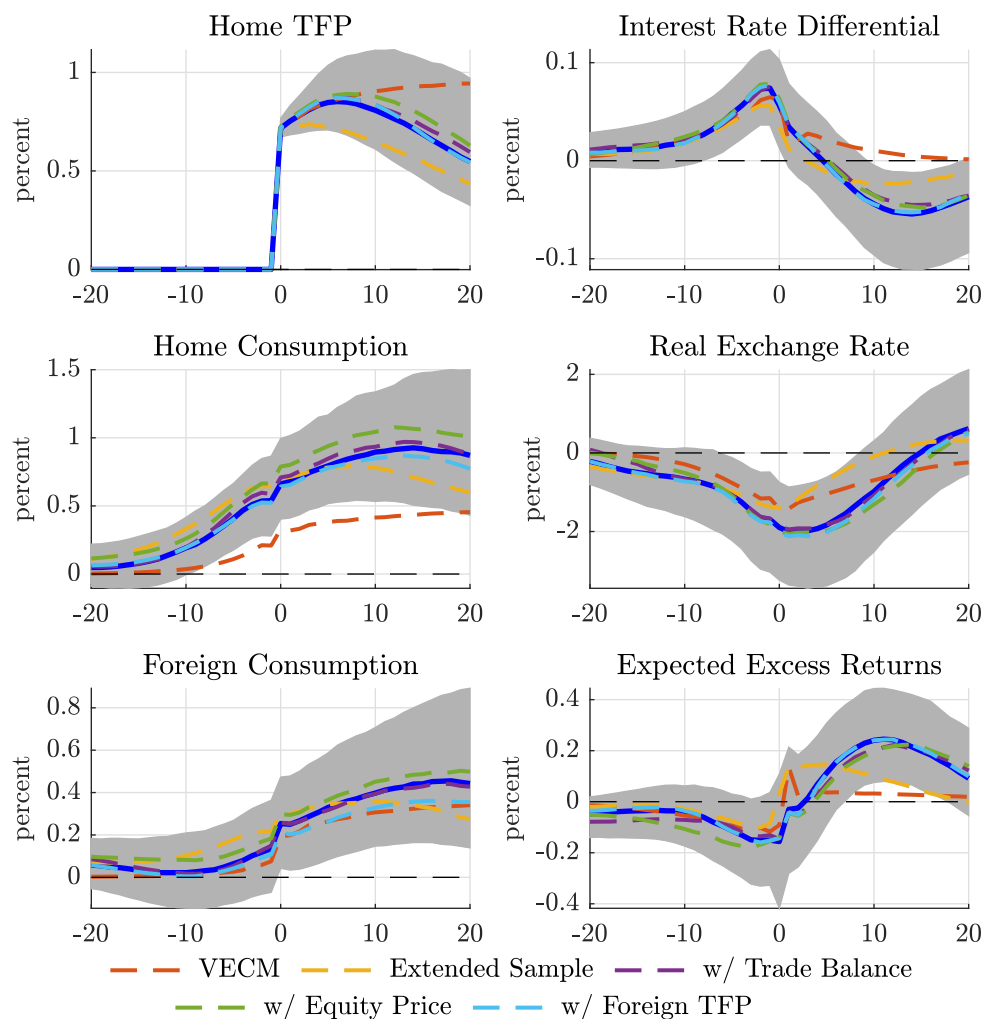 Home TFP
Interest Rate Differential
percent
1
0.5
0
-20 -10 0 10 20
percent
0.1
0
-0.1
-20 -10 0 10 20
Home Consumption
Real Exchange Rate
percent
1.5
1
0.5
0
-20 -10 0 10 20
percent
2
0
-2
-20 -10 0 10 20
Foreign Consumption
Expected Excess Returns
percent
0.8
0.6
0.4
0.2
0
-20 -10 0 10 20
percent
0.4
0.2
0
-0.2
-0.4
-20 -10 0 10 20
VECM Extended Sample w/ Trade Balance
w/ Equity Price w/ Foreign TFP